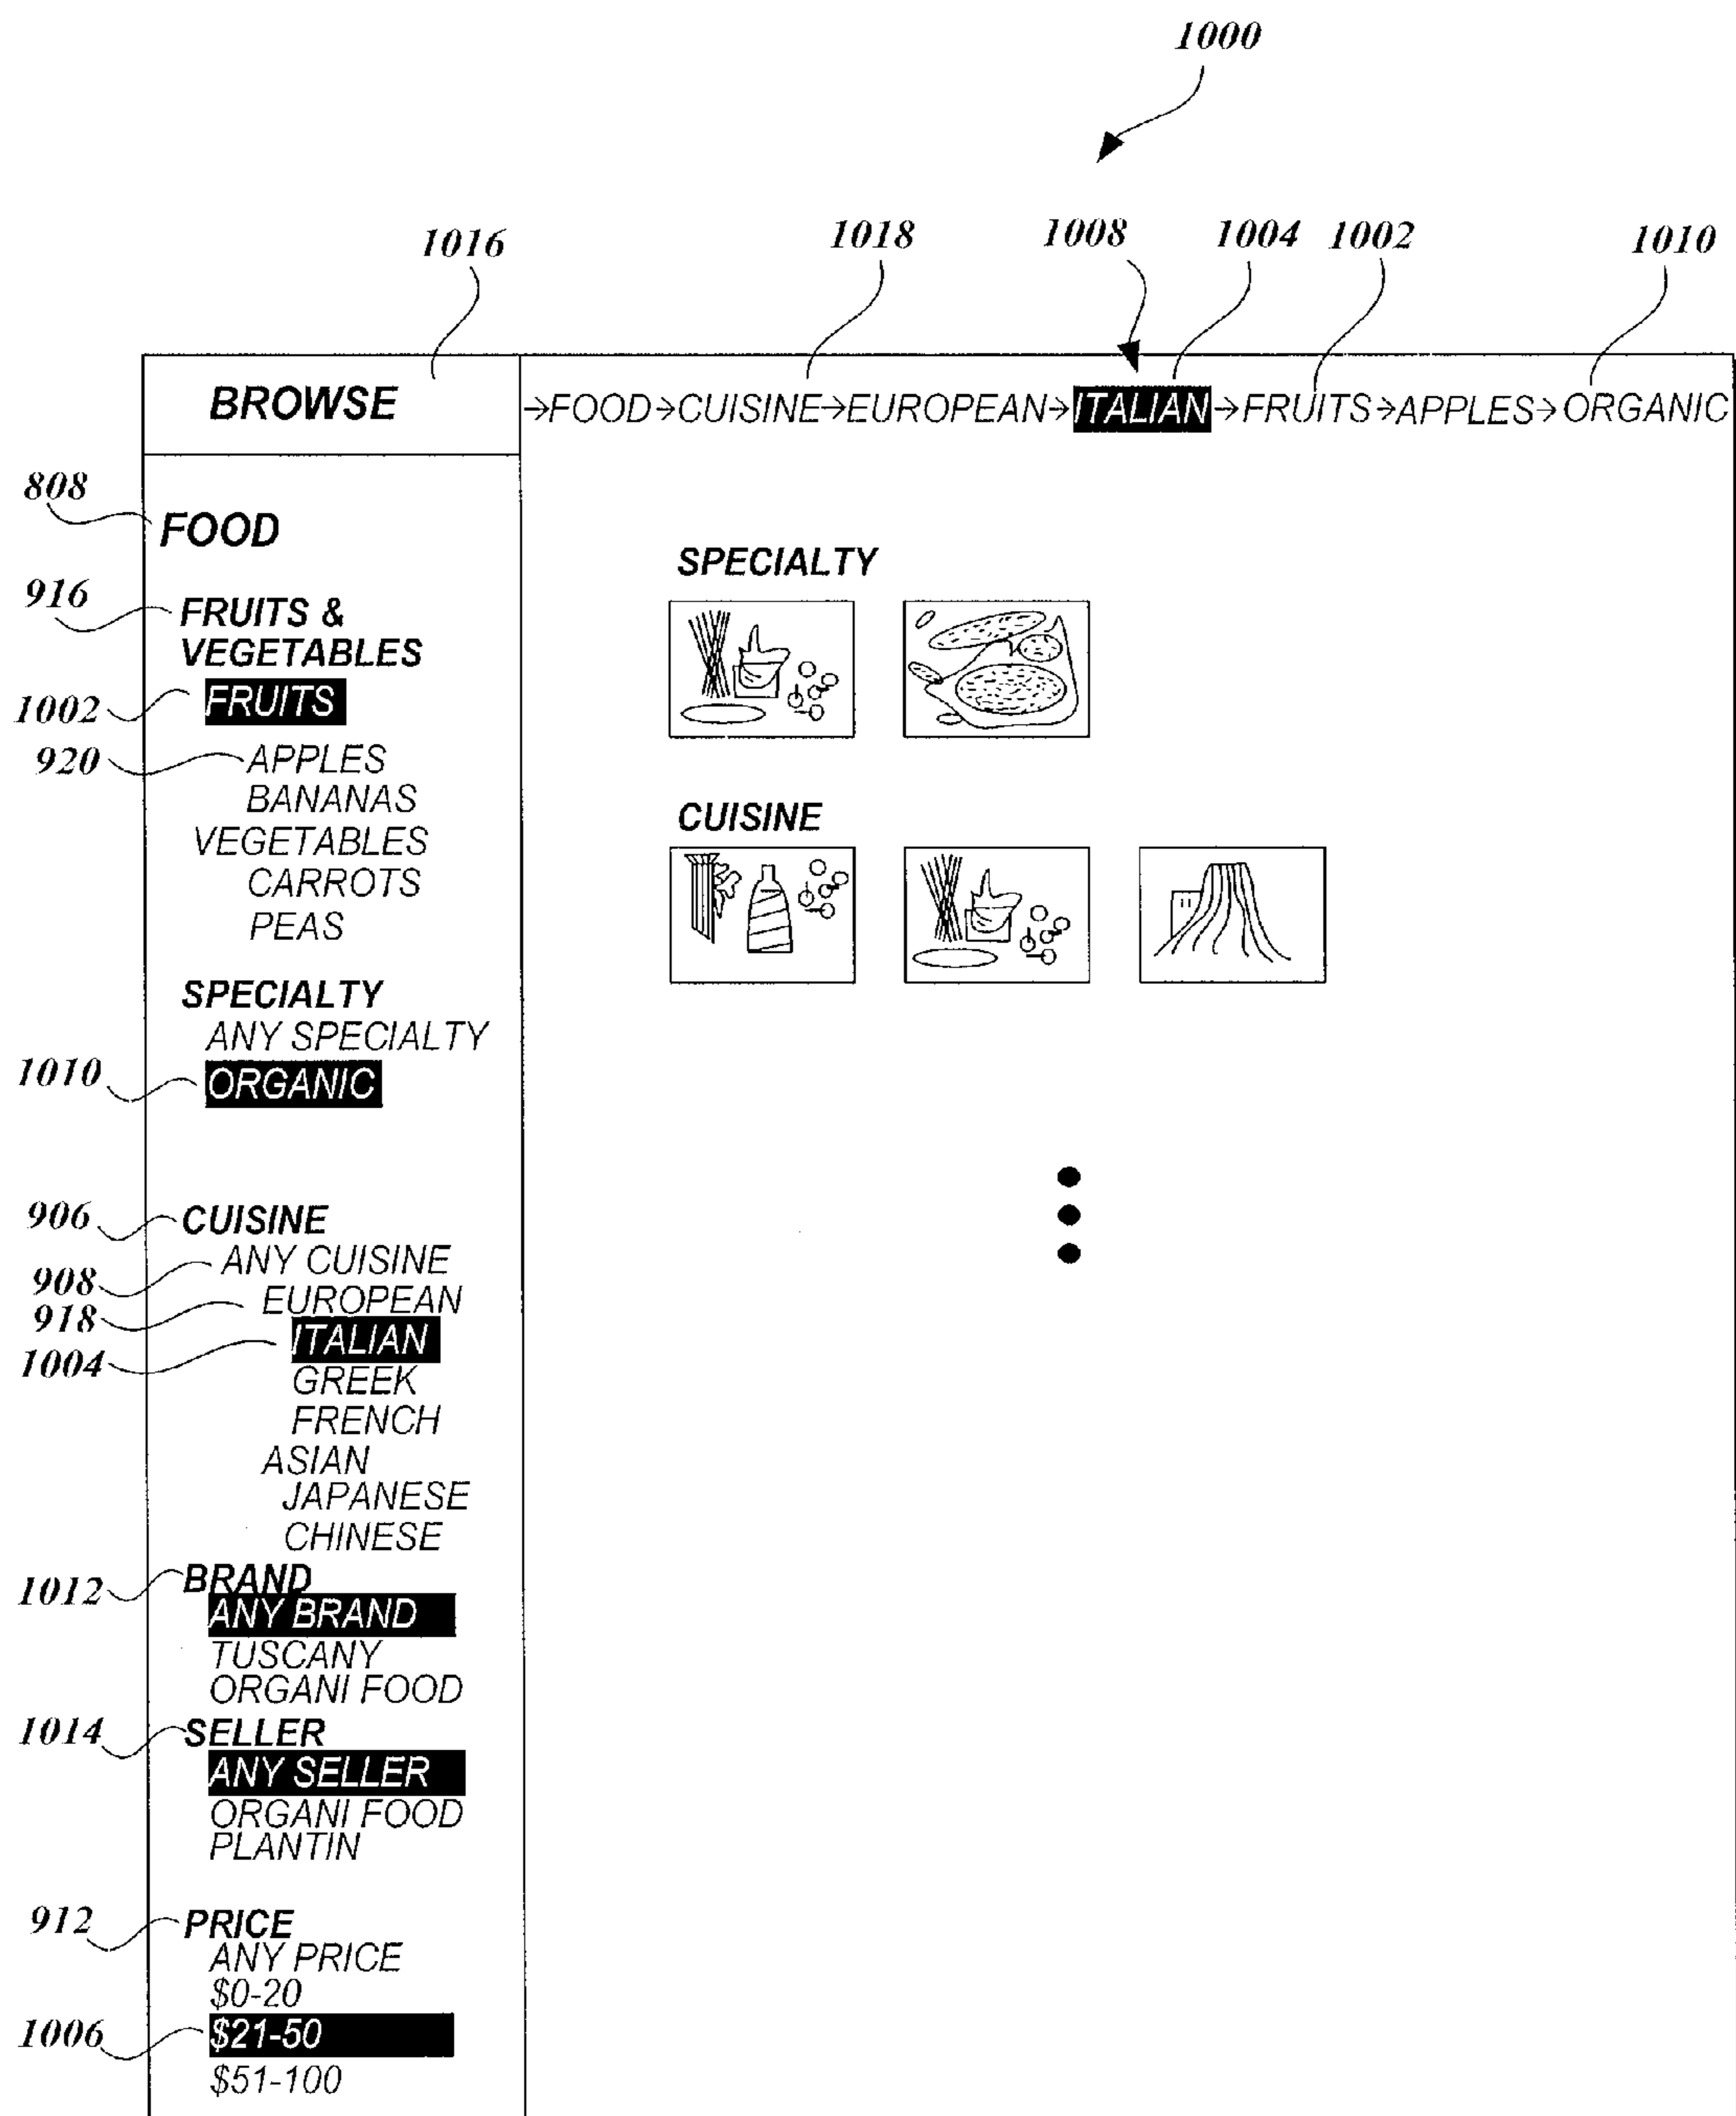 1000
1016 1018 1008 1004 1002 1010
BROWSE →FOOD→CUISINE→EUROPEAN→ITALIAN→FRUITS→APPLES→ORGANIC
808
FOOD
SPECIALTY
916
FRUITS &
VEGETABLES
1002
FRUITS
920
APPLES
BANANAS
CUISINE
VEGETABLES
CARROTS
PEAS
SPECIALTY
ANY SPECIALTY
1010
ORGANIC
906
CUISINE
ANY CUISINE
908
EUROPEAN
918
ITALIAN
1004
GREEK
FRENCH
ASIAN
JAPANESE
CHINESE
1012
BRAND
ANY BRAND
TUSCANY
ORGANI FOOD
1014
SELLER
ANY SELLER
ORGANI FOOD
PLANTIN
912
PRICE
ANY PRICE
$0-20
1006
$21-50
$51-100